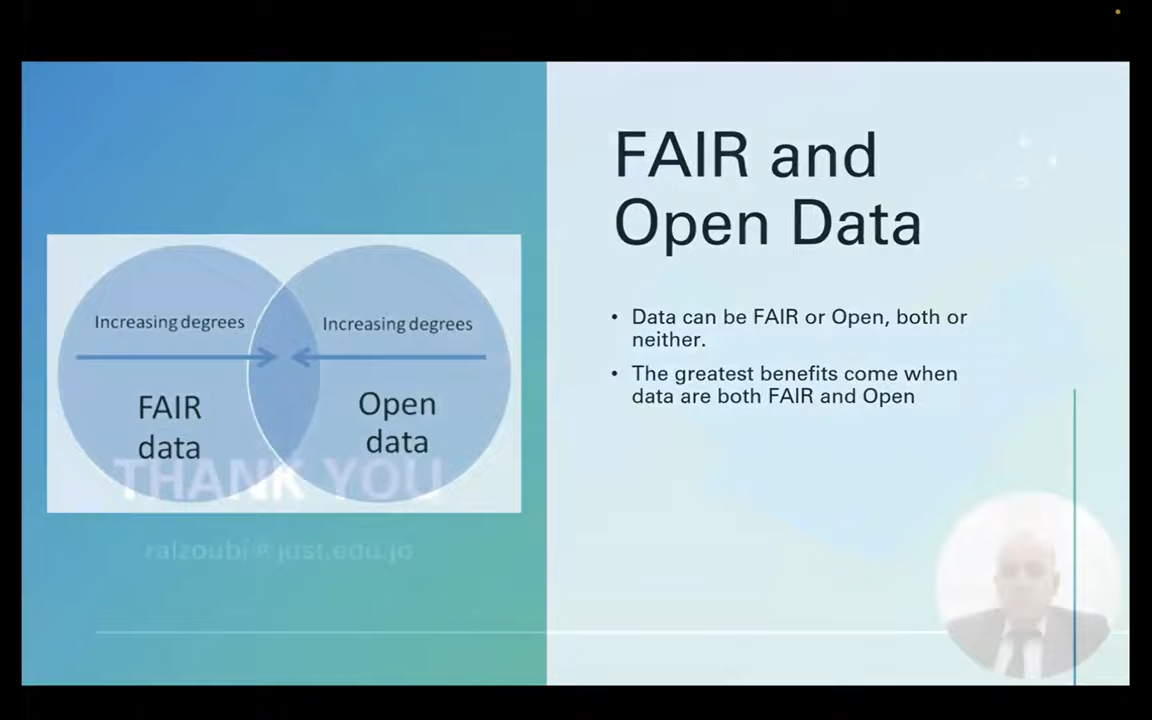 FAIR and
Open Data
Increasing degrees
Increasing degrees
FAIR
data
Open
data
THANK YOU
ralzoubi@just.edu.jo
• Data can be FAIR or Open, both or
neither.
• The greatest benefits come when
data are both FAIR and Open